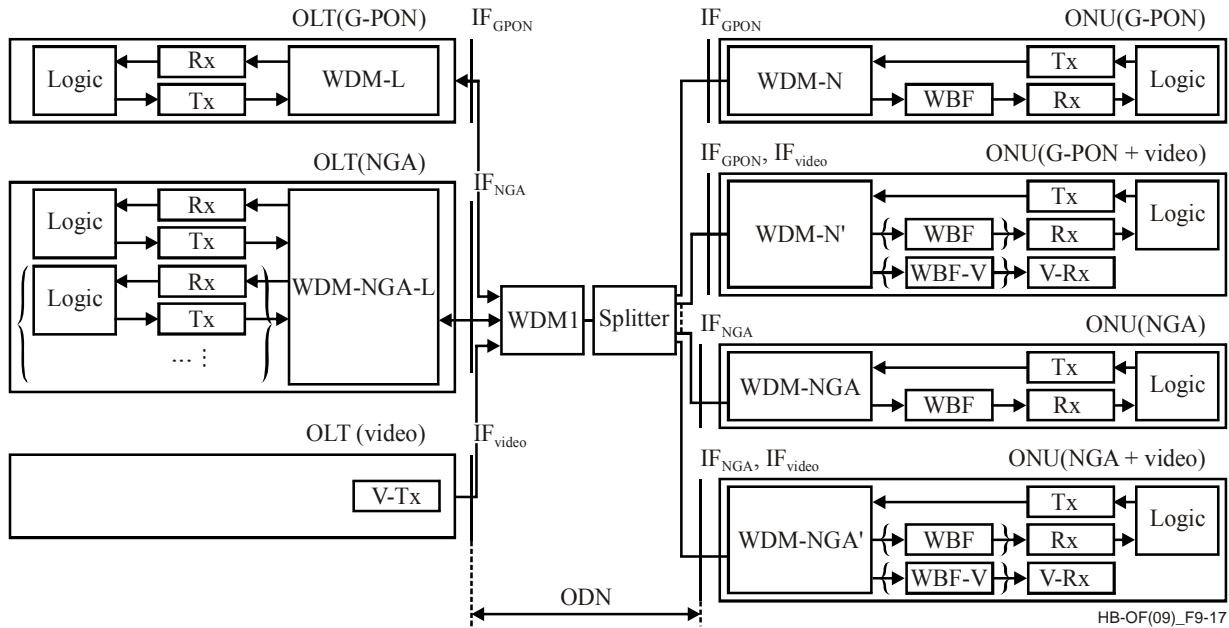 OLT(G-PON)
IF_GPON
Logic
Rx
Tx
WDM-L
OLT(NGA)
IF_NGA
Logic
Rx
Tx
Logic
Rx
Tx
... ⋮
WDM-NGA-L
OLT (video)
IF_video
V-Tx
WDM1
Splitter
ODN
IF_GPON
ONU(G-PON)
WDM-N
Tx
WBF
Rx
Logic
IF_GPON, IF_video
ONU(G-PON + video)
WDM-N'
Tx
{ WBF }
Rx
{ WBF-V }
V-Rx
Logic
IF_NGA
ONU(NGA)
WDM-NGA
Tx
WBF
Rx
Logic
IF_NGA, IF_video
ONU(NGA + video)
WDM-NGA'
Tx
{ WBF }
Rx
{ WBF-V }
V-Rx
Logic
HB-OF(09)_F9-17